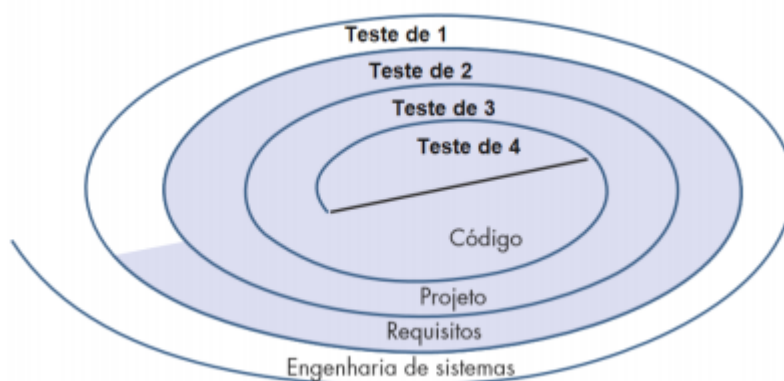 Teste de 1
Teste de 2
Teste de 3
Teste de 4
Código
Projeto
Requisitos
Engenharia de sistemas